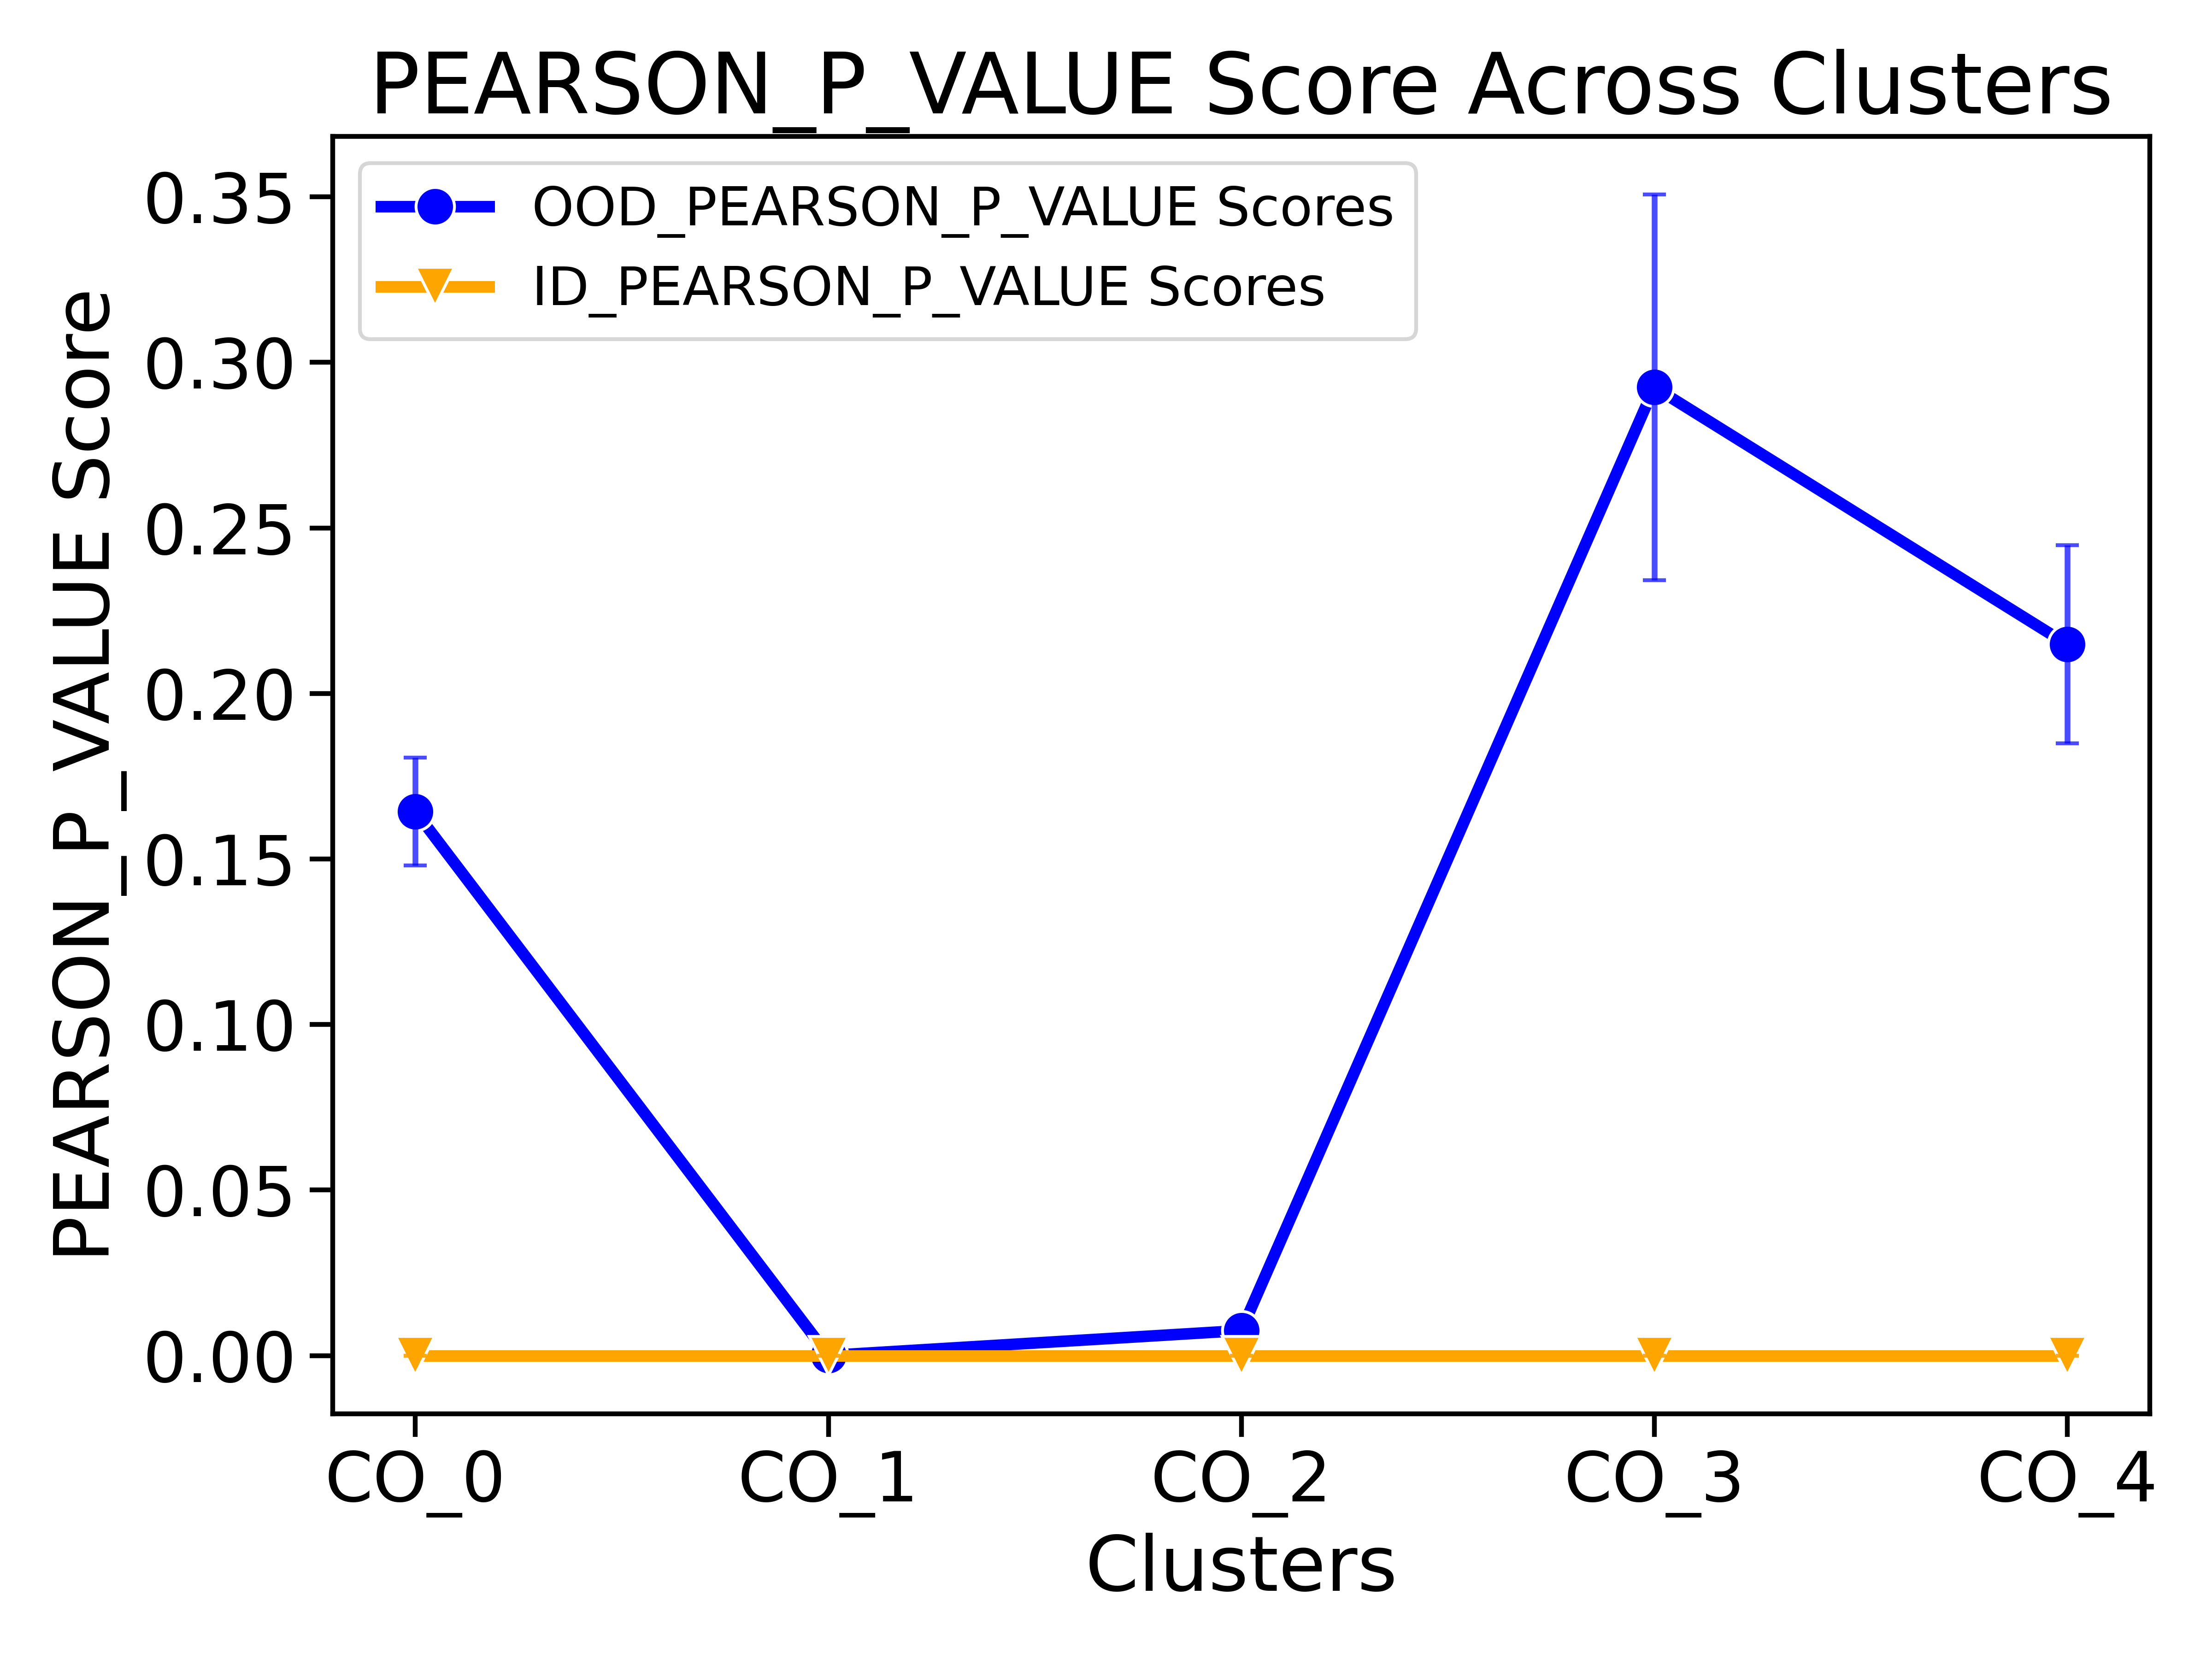 PEARSON_P_VALUE Score Across Clusters
OOD_PEARSON_P_VALUE Scores
ID_PEARSON_P_VALUE Scores
PEARSON_P_VALUE Score
0.35
0.30
0.25
0.20
0.15
0.10
0.05
0.00
CO_0 CO_1 CO_2 CO_3 CO_4
Clusters